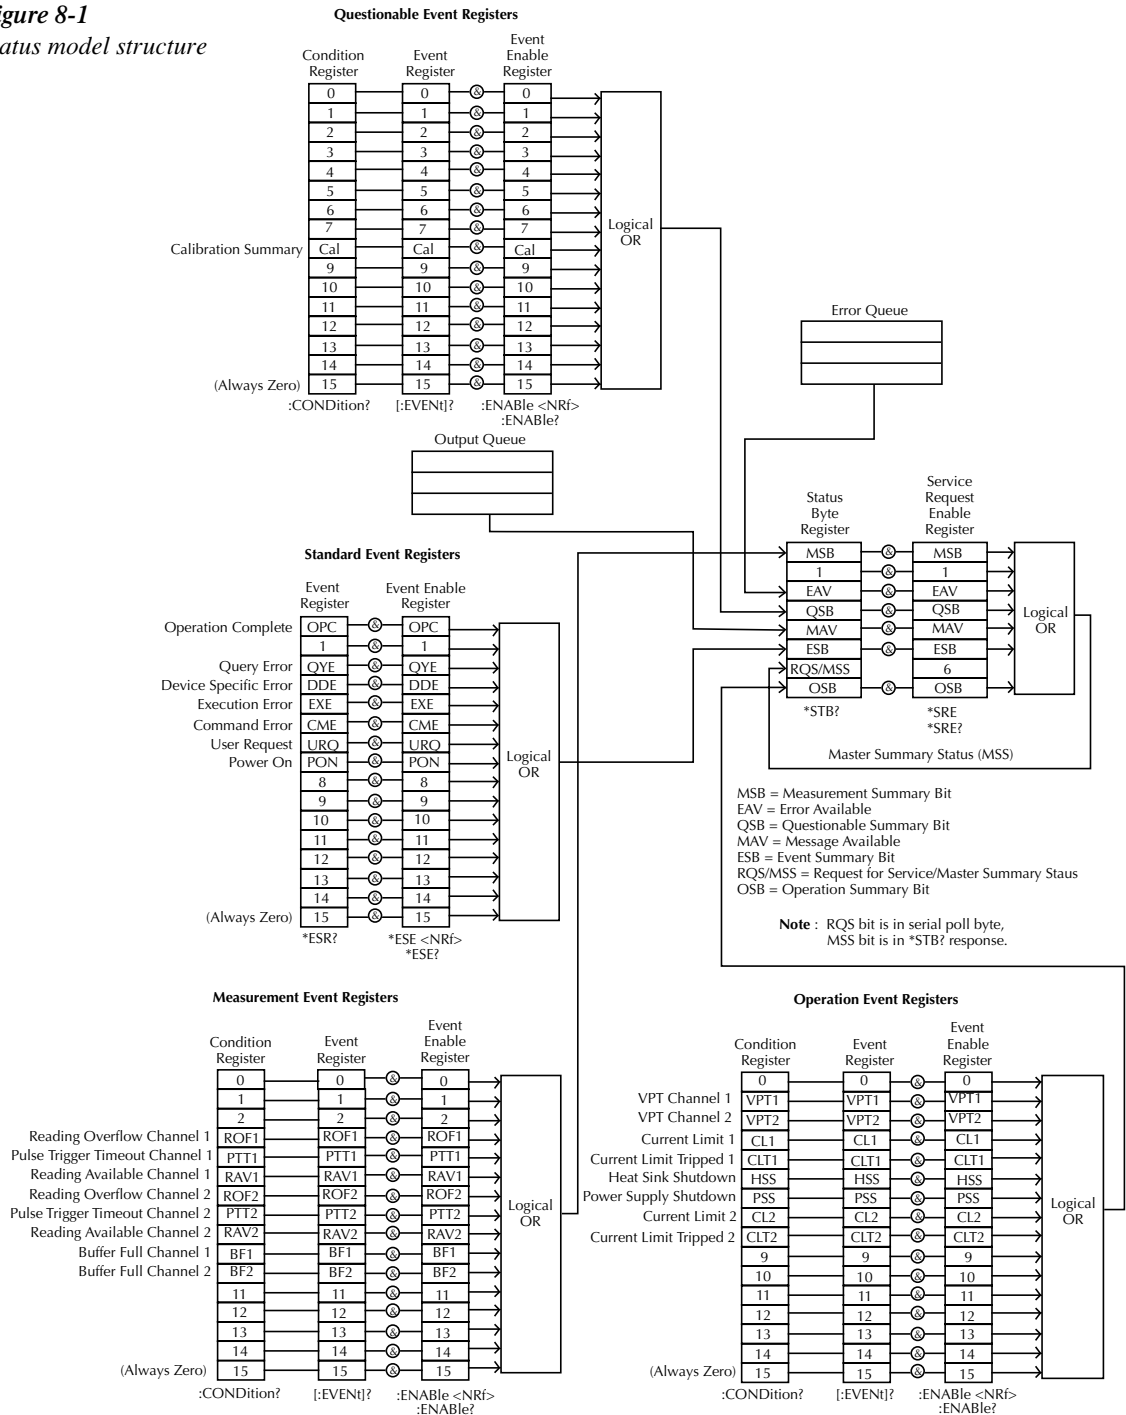 igure 8-1
atus model structure
Questionable Event Registers
Condition Register
Event Register
Event Enable Register
0 & 0 & 0
1 1 & 1
2 2 & 2
3 3 & 3
4 4 & 4
5 5 & 5
6 6 & 6
7 7 & 7
Calibration Summary Cal Cal & Cal
9 9 & 9
10 10 & 10
11 11 & 11
12 12 & 12
13 13 & 13
14 14 & 14
(Always Zero) 15 15 & 15
Logical OR
:CONDition? [:EVENt]? :ENABle <NRf>
:ENABle?
Error Queue
Output Queue
Status Byte Register
Service Request Enable Register
MSB & MSB
1 & 1
EAV & EAV
QSB & QSB
MAV & MAV
ESB & ESB
RQS/MSS 6
OSB & OSB
Logical OR
*STB? *SRE
*SRE?
Master Summary Status (MSS)
MSB = Measurement Summary Bit
EAV = Error Available
QSB = Questionable Summary Bit
MAV = Message Available
ESB = Event Summary Bit
RQS/MSS = Request for Service/Master Summary Staus
OSB = Operation Summary Bit
Note : RQS bit is in serial poll byte,
MSS bit is in *STB? response.
Standard Event Registers
Event Register
Event Enable Register
Operation Complete OPC & OPC
1 & 1
Query Error QYE & QYE
Device Specific Error DDE & DDE
Execution Error EXE & EXE
Command Error CME & CME
User Request URQ & URQ
Power On PON & PON
8 & 8
9 & 9
10 & 10
11 & 11
12 & 12
13 & 13
14 & 14
(Always Zero) 15 & 15
Logical OR
*ESR? *ESE <NRf>
*ESE?
Measurement Event Registers
Condition Register
Event Register
Event Enable Register
0 0 & 0
1 1 & 1
2 2 & 2
Reading Overflow Channel 1 ROF1 ROF1 & ROF1
Pulse Trigger Timeout Channel 1 PTT1 PTT1 & PTT1
Reading Available Channel 1 RAV1 RAV1 & RAV1
Reading Overflow Channel 2 ROF2 ROF2 & ROF2
Pulse Trigger Timeout Channel 2 PTT2 PTT2 & PTT2
Reading Available Channel 2 RAV2 RAV2 & RAV2
Buffer Full Channel 1 BF1 BF1 & BF1
Buffer Full Channel 2 BF2 BF2 & BF2
11 11 & 11
12 12 & 12
13 13 & 13
14 14 & 14
(Always Zero) 15 15 & 15
Logical OR
:CONDition? [:EVENt]? :ENABle <NRf>
:ENABle?
Operation Event Registers
Condition Register
Event Register
Event Enable Register
0 0 & 0
VPT Channel 1 VPT1 VPT1 & VPT1
VPT Channel 2 VPT2 VPT2 & VPT2
Current Limit 1 CL1 CL1 & CL1
Current Limit Tripped 1 CLT1 CLT1 & CLT1
Heat Sink Shutdown HSS HSS & HSS
Power Supply Shutdown PSS PSS & PSS
Current Limit 2 CL2 CL2 & CL2
Current Limit Tripped 2 CLT2 CLT2 & CLT2
9 9 & 9
10 10 & 10
11 11 & 11
12 12 & 12
13 13 & 13
14 14 & 14
(Always Zero) 15 15 & 15
Logical OR
:CONDition? [:EVENt]? :ENABle <NRf>
:ENABle?